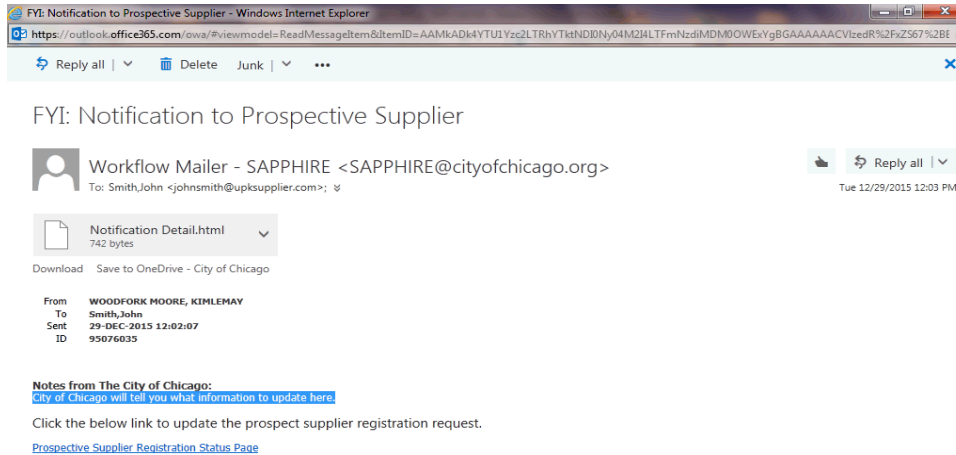 FYI: Notification to Prospective Supplier - Windows Internet Explorer
https://outlook.office365.com/owa/#viewmodel=ReadMessageItem&ItemID=
Reply all | Delete Junk | •••
FYI: Notification to Prospective Supplier
Workflow Mailer - SAPPHIRE <SAPPHIRE@cityofchicago.org>
Reply all |
To: Smith,John <johnsmith@upksupplier.com>;
Tue 12/29/2015 12:03 PM
Notification Detail.html
742 bytes
Download Save to OneDrive - City of Chicago
From WOODFORK MOORE, KIMLEMAY
To Smith,John
Sent 29-DEC-2015 12:02:07
ID 95076035
Notes from The City of Chicago:
City of Chicago will tell you what information to update here.
Click the below link to update the prospect supplier registration request.
Prospective Supplier Registration Status Page